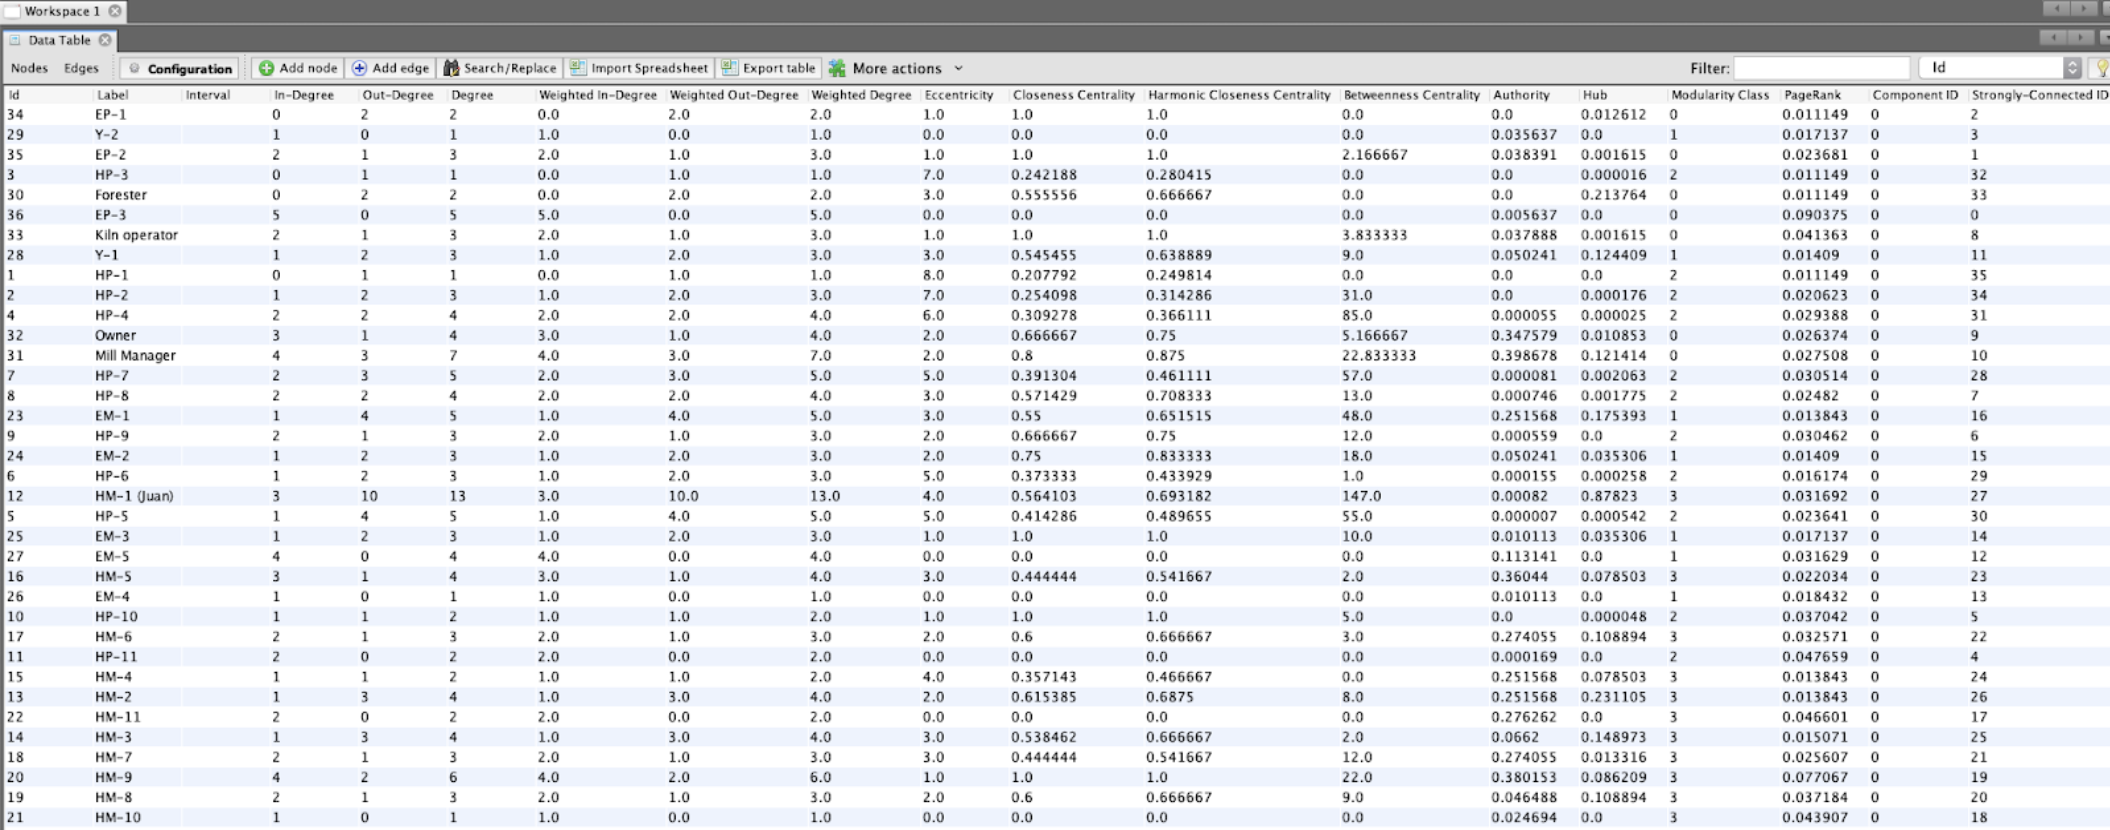 Workspace 1
Data Table
Nodes Edges Configuration Add node Add edge Search/Replace Import Spreadsheet Export table More actions Filter: Id
Id Label Interval In-Degree Out-Degree Degree Weighted In-Degree Weighted Out-Degree Weighted Degree Eccentricity Closeness Centrality Harmonic Closeness Centrality Betweenness Centrality Authority Hub Modularity Class PageRank Component ID Strongly-Connected ID
34 EP-1 0 2 2 0.0 2.0 2.0 1.0 1.0 1.0 0.0 0.0 0.012612 0 0.011149 0 2
29 Y-2 1 0 1 1.0 0.0 1.0 0.0 0.0 0.0 0.0 0.035637 0.0 1 0.017137 0 3
35 EP-2 2 1 3 2.0 1.0 3.0 1.0 1.0 1.0 2.166667 0.038391 0.001615 0 0.023681 0 1
3 HP-3 0 1 1 0.0 1.0 1.0 7.0 0.242188 0.280415 0.0 0.0 0.000016 2 0.011149 0 32
30 Forester 0 2 2 0.0 2.0 2.0 3.0 0.555556 0.666667 0.0 0.0 0.213764 0 0.011149 0 33
36 EP-3 5 0 5 5.0 0.0 5.0 0.0 0.0 0.0 0.0 0.005637 0.0 0 0.090375 0 0
33 Kiln operator 2 1 3 2.0 1.0 3.0 1.0 1.0 1.0 3.833333 0.037888 0.001615 0 0.041363 0 8
28 Y-1 1 2 3 1.0 2.0 3.0 3.0 0.545455 0.638889 9.0 0.050241 0.124409 1 0.01409 0 11
1 HP-1 0 1 1 0.0 1.0 1.0 8.0 0.207792 0.249814 0.0 0.0 0.0 2 0.011149 0 35
2 HP-2 1 2 3 1.0 2.0 3.0 7.0 0.254098 0.314286 31.0 0.0 0.000176 2 0.020623 0 34
4 HP-4 2 2 4 2.0 2.0 4.0 6.0 0.309278 0.366111 85.0 0.000055 0.000025 2 0.029388 0 31
32 Owner 3 1 4 3.0 1.0 4.0 2.0 0.666667 0.75 5.166667 0.347579 0.010853 0 0.026374 0 9
31 Mill Manager 4 3 7 4.0 3.0 7.0 2.0 0.8 0.875 22.833333 0.398678 0.121414 0 0.027508 0 10
7 HP-7 2 3 5 2.0 3.0 5.0 5.0 0.391304 0.461111 57.0 0.000081 0.002063 2 0.030514 0 28
8 HP-8 2 2 4 2.0 2.0 4.0 3.0 0.571429 0.708333 13.0 0.000746 0.001775 2 0.02482 0 7
23 EM-1 1 4 5 1.0 4.0 5.0 3.0 0.55 0.651515 48.0 0.251568 0.175393 1 0.013843 0 16
9 HP-9 2 1 3 2.0 1.0 3.0 2.0 0.666667 0.75 12.0 0.000559 0.0 2 0.030462 0 6
24 EM-2 1 2 3 1.0 2.0 3.0 2.0 0.75 0.833333 18.0 0.050241 0.035306 1 0.01409 0 15
6 HP-6 1 2 3 1.0 2.0 3.0 5.0 0.373333 0.433929 1.0 0.000155 0.000258 2 0.016174 0 29
12 HM-1 (Juan) 3 10 13 3.0 10.0 13.0 4.0 0.564103 0.693182 147.0 0.00082 0.87823 3 0.031692 0 27
5 HP-5 1 4 5 1.0 4.0 5.0 5.0 0.414286 0.489655 55.0 0.000007 0.000542 2 0.023641 0 30
25 EM-3 1 2 3 1.0 2.0 3.0 1.0 1.0 1.0 10.0 0.010113 0.035306 1 0.017137 0 14
27 EM-5 4 0 4 4.0 0.0 4.0 0.0 0.0 0.0 0.0 0.113141 0.0 1 0.031629 0 12
16 HM-5 3 1 4 3.0 1.0 4.0 3.0 0.444444 0.541667 2.0 0.36044 0.078503 3 0.022034 0 23
26 EM-4 1 0 1 1.0 0.0 1.0 0.0 0.0 0.0 0.0 0.010113 0.0 1 0.018432 0 13
10 HP-10 1 1 2 1.0 1.0 2.0 1.0 1.0 1.0 5.0 0.0 0.000048 2 0.037042 0 5
17 HM-6 2 1 3 2.0 1.0 3.0 2.0 0.6 0.666667 3.0 0.274055 0.108894 3 0.032571 0 22
11 HP-11 2 0 2 2.0 0.0 2.0 0.0 0.0 0.0 0.0 0.000169 0.0 2 0.047659 0 4
15 HM-4 1 1 2 1.0 1.0 2.0 4.0 0.357143 0.466667 0.0 0.251568 0.078503 3 0.013843 0 24
13 HM-2 1 3 4 1.0 3.0 4.0 2.0 0.615385 0.6875 8.0 0.251568 0.231105 3 0.013843 0 26
22 HM-11 2 0 2 2.0 0.0 2.0 0.0 0.0 0.0 0.0 0.276262 0.0 3 0.046601 0 17
14 HM-3 1 3 4 1.0 3.0 4.0 3.0 0.538462 0.666667 2.0 0.0662 0.148973 3 0.015071 0 25
18 HM-7 2 1 3 2.0 1.0 3.0 3.0 0.444444 0.541667 12.0 0.274055 0.013316 3 0.025607 0 21
20 HM-9 4 2 6 4.0 2.0 6.0 1.0 1.0 1.0 22.0 0.380153 0.086209 3 0.077067 0 19
19 HM-8 2 1 3 2.0 1.0 3.0 2.0 0.6 0.666667 9.0 0.046488 0.108894 3 0.037184 0 20
21 HM-10 1 0 1 1.0 0.0 1.0 0.0 0.0 0.0 0.0 0.024694 0.0 3 0.043907 0 18